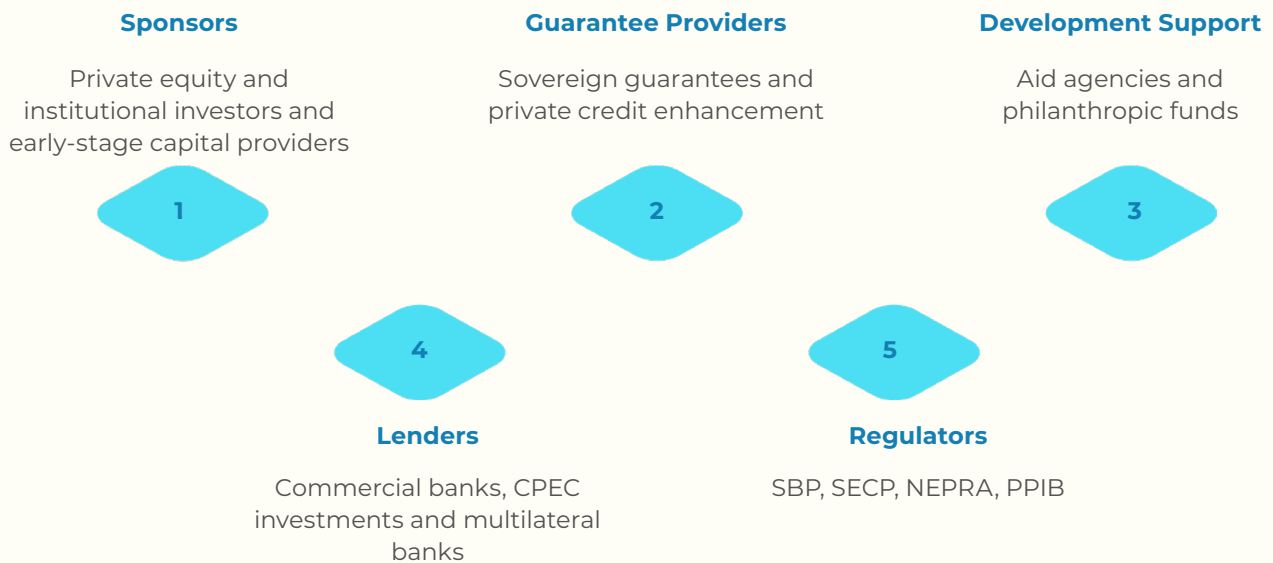 Sponsors
Private equity and
institutional investors and
early-stage capital providers
1
Guarantee Providers
Sovereign guarantees and
private credit enhancement
2
Development Support
Aid agencies and
philanthropic funds
3
4
Lenders
Commercial banks, CPEC
investments and multilateral
banks
5
Regulators
SBP, SECP, NEPRA, PPIB